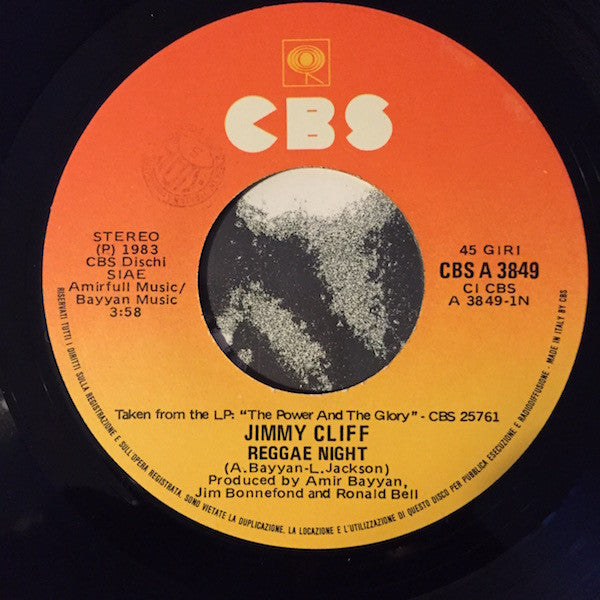 CBS
STEREO
(P) 1983
CBS Dischi
SIAE
Amirfull Music/
Bayyan Music
3:58
45 GIRI
CBS A 3849
CI CBS
A 3849-1N
Taken from the LP: "The Power And The Glory" - CBS 25761
JIMMY CLIFF
REGGAE NIGHT
(A.Bayyan-L.Jackson)
Produced by Amir Bayyan,
Jim Bonnefond and Ronald Bell
RISERVATI TUTTI I DIRITTI SULLA REGISTRAZIONE E SULL'OPERA REGISTRATA. SONO VIETATE LA DUPLICAZIONE, LA LOCAZIONE E L'UTILIZZAZIONE DI QUESTO DISCO PER PUBBLICA ESECUZIONE E RADIODIFFUSIONE - MADE IN ITALY BY CBS